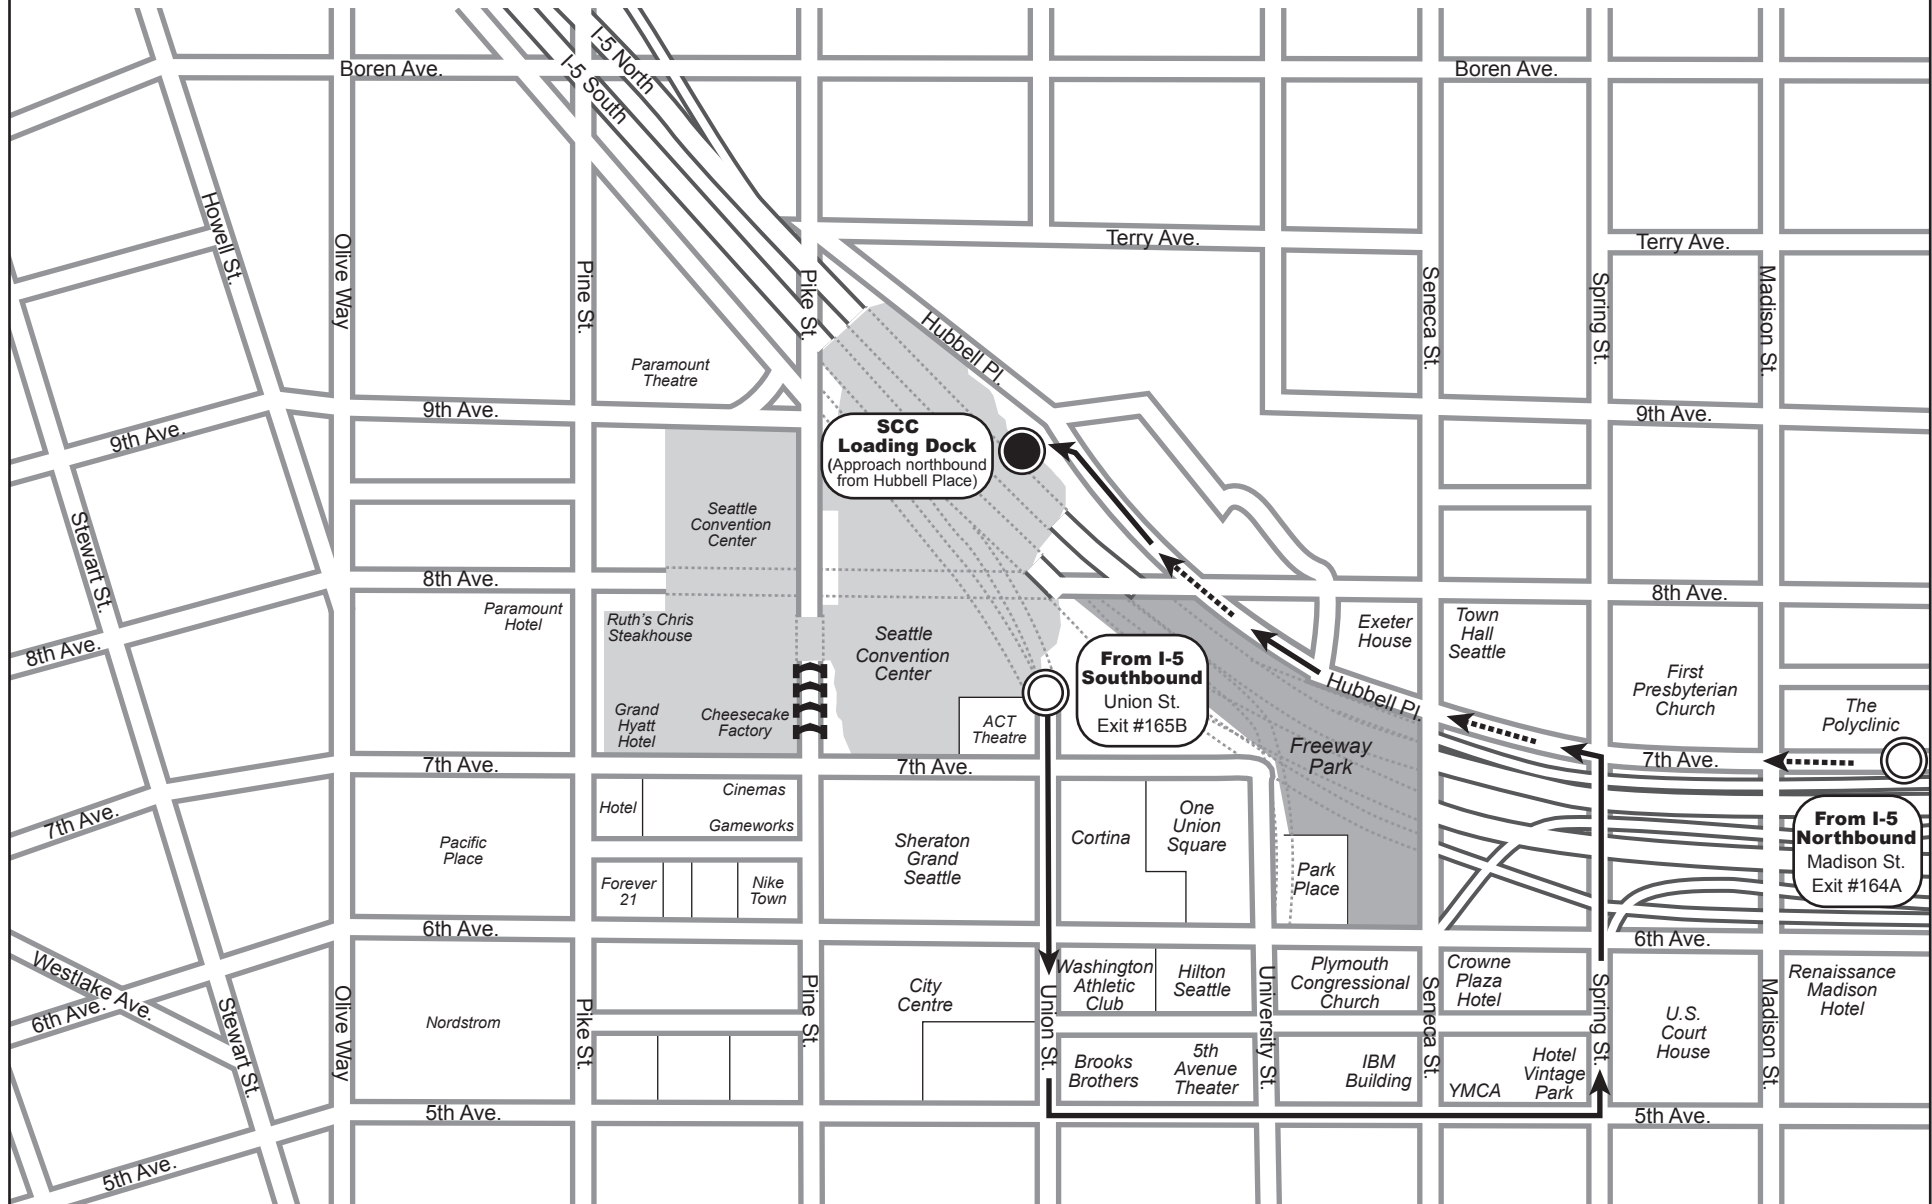 I-5 North
I-5 South
Boren Ave.
Boren Ave.
Howell St.
Olive Way
Pine St.
Pike St.
Terry Ave.
Terry Ave.
Seneca St.
Spring St.
Madison St.
Hubbell Pl.
Paramount
Theatre
9th Ave.
9th Ave.
9th Ave.
SCC
Loading Dock
(Approach northbound
from Hubbell Place)
Stewart St.
Seattle
Convention
Center
8th Ave.
8th Ave.
8th Ave.
Paramount
Hotel
Ruth's Chris
Steakhouse
Seattle
Convention
Center
Exeter
House
Town
Hall
Seattle
From I-5
Southbound
Union St.
Exit #165B
Hubbell Pl.
First
Presbyterian
Church
The
Polyclinic
Grand
Hyatt
Hotel
Cheesecake
Factory
ACT
Theatre
Freeway
Park
7th Ave.
7th Ave.
7th Ave.
7th Ave.
Hotel
Cinemas
Gameworks
Pacific
Place
Sheraton
Grand
Seattle
Cortina
One
Union
Square
Park
Place
From I-5
Northbound
Madison St.
Exit #164A
Forever
21
Nike
Town
6th Ave.
6th Ave.
6th Ave.
Westlake Ave.
Stewart St.
Olive Way
Pike St.
Pine St.
Union St.
University St.
Seneca St.
Spring St.
Madison St.
Nordstrom
City
Centre
Washington
Athletic
Club
Hilton
Seattle
Plymouth
Congressional
Church
Crowne
Plaza
Hotel
U.S.
Court
House
Renaissance
Madison
Hotel
Brooks
Brothers
5th
Avenue
Theater
IBM
Building
YMCA
Hotel
Vintage
Park
5th Ave.
5th Ave.
5th Ave.